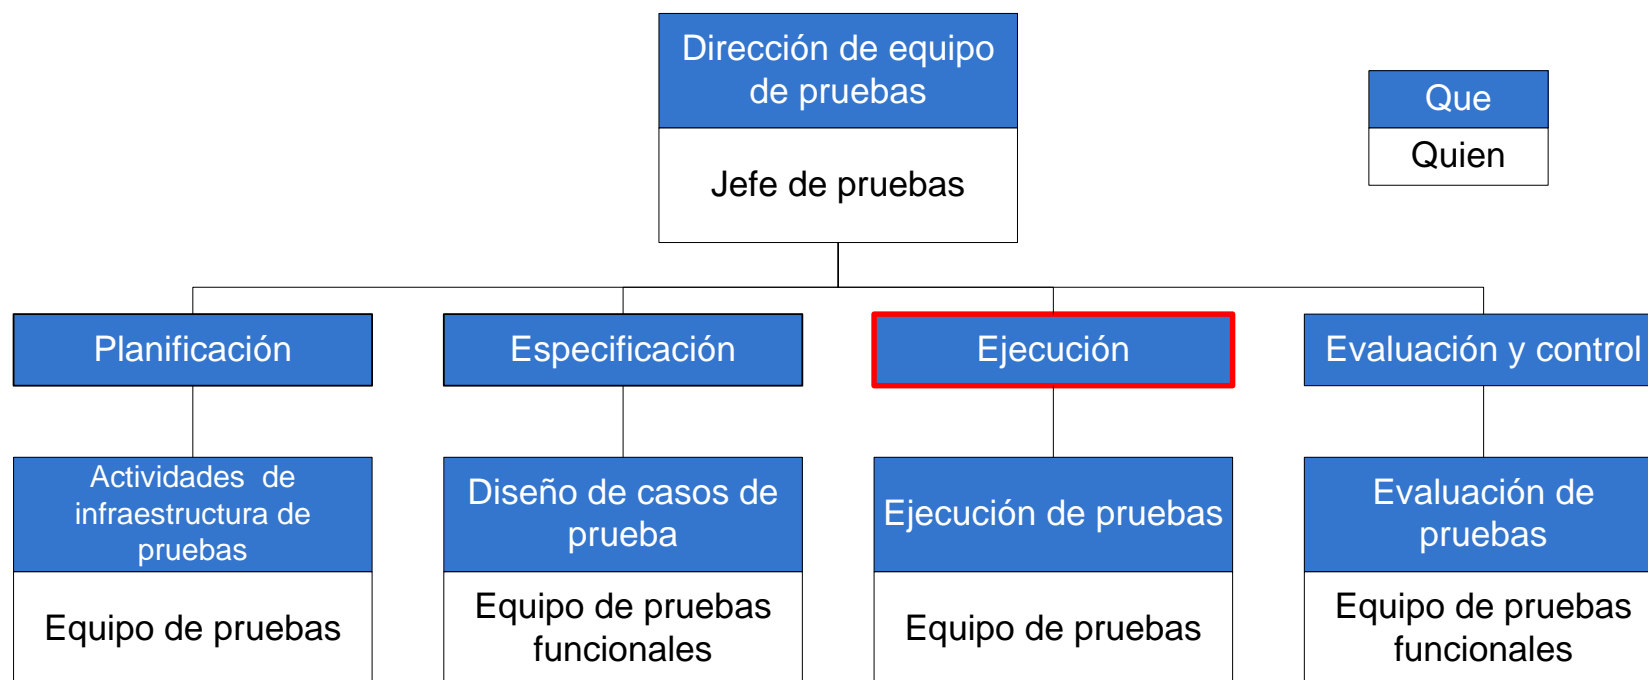 Dirección de equipo
de pruebas
Jefe de pruebas
Que
Quien
Planificación
Especificación
Ejecución
Evaluación y control
Actividades de
infraestructura de
pruebas
Equipo de pruebas
Diseño de casos de
prueba
Equipo de pruebas
funcionales
Ejecución de pruebas
Equipo de pruebas
Evaluación de
pruebas
Equipo de pruebas
funcionales